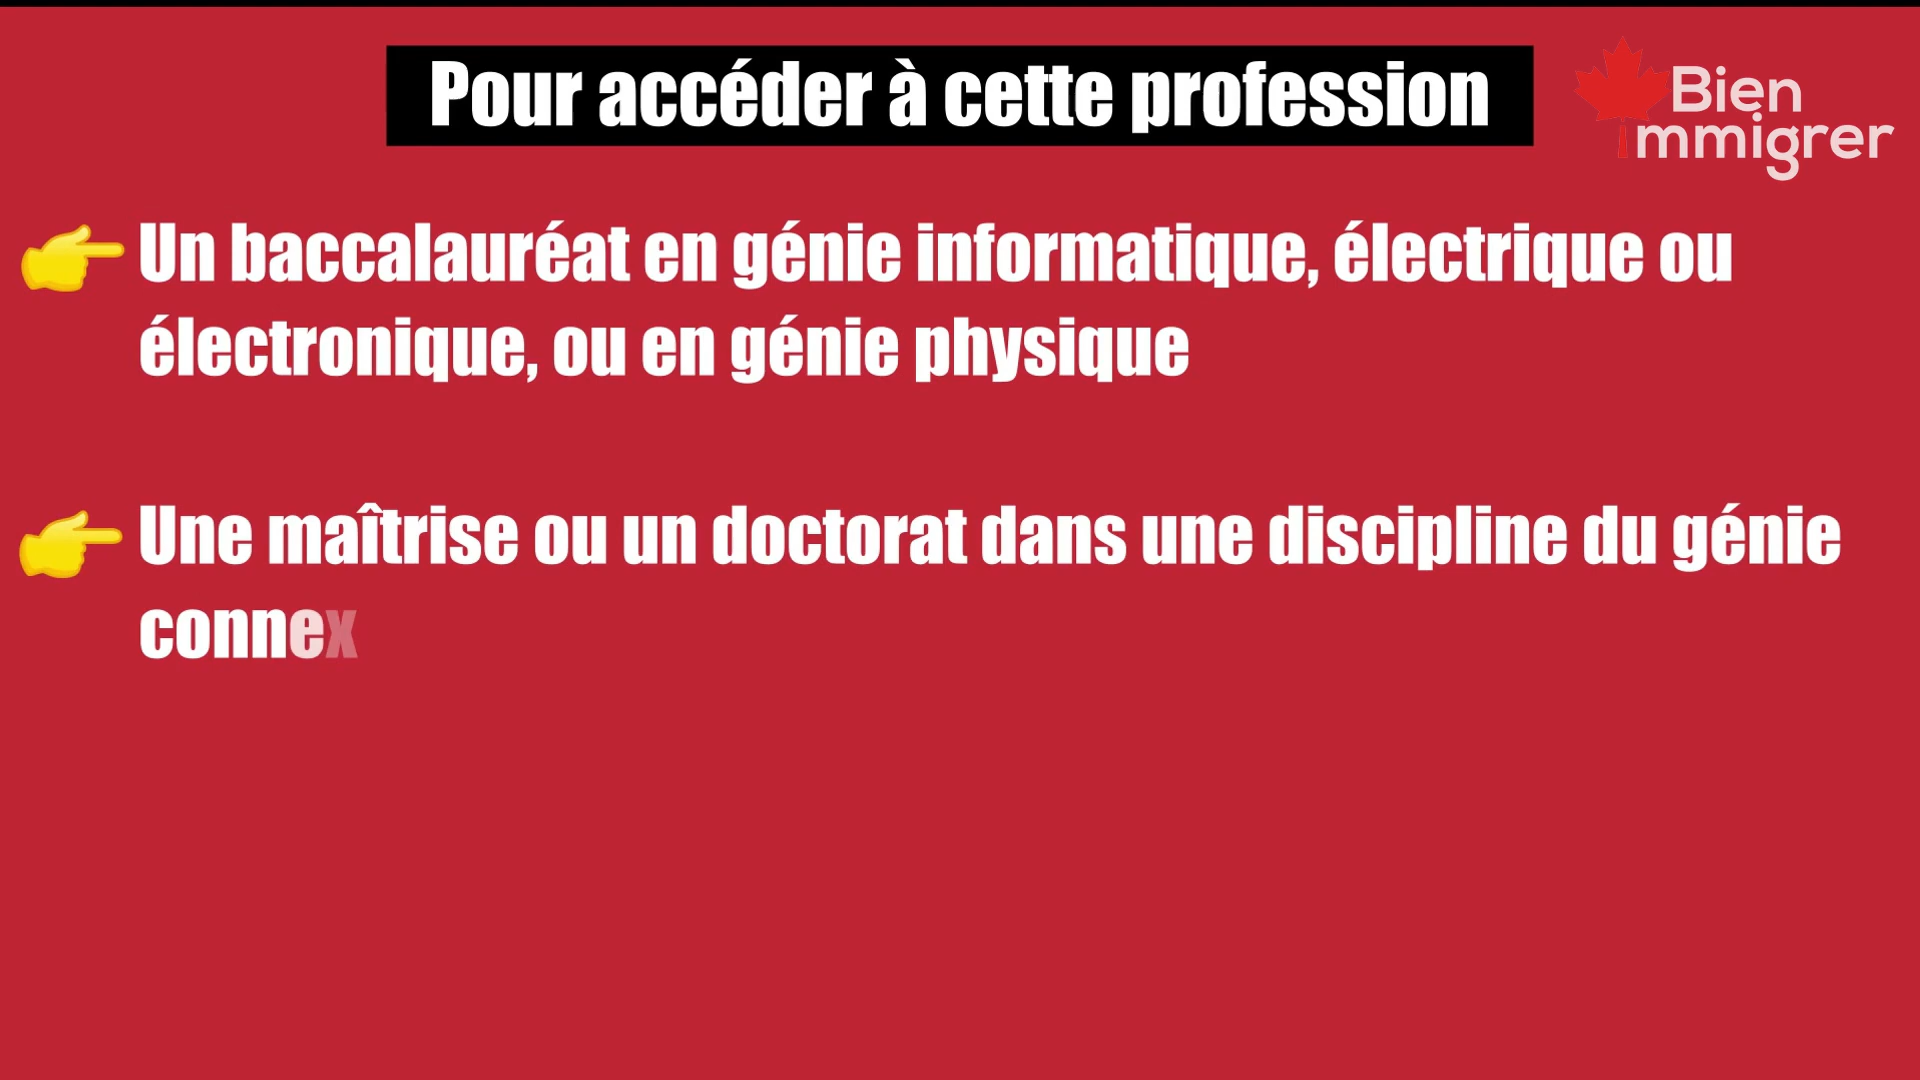 Pour accéder à cette profession
Bien
mmigrer
Un baccalauréat en génie informatique, électrique ou
électronique, ou en génie physique
Une maîtrise ou un doctorat dans une discipline du génie
connex